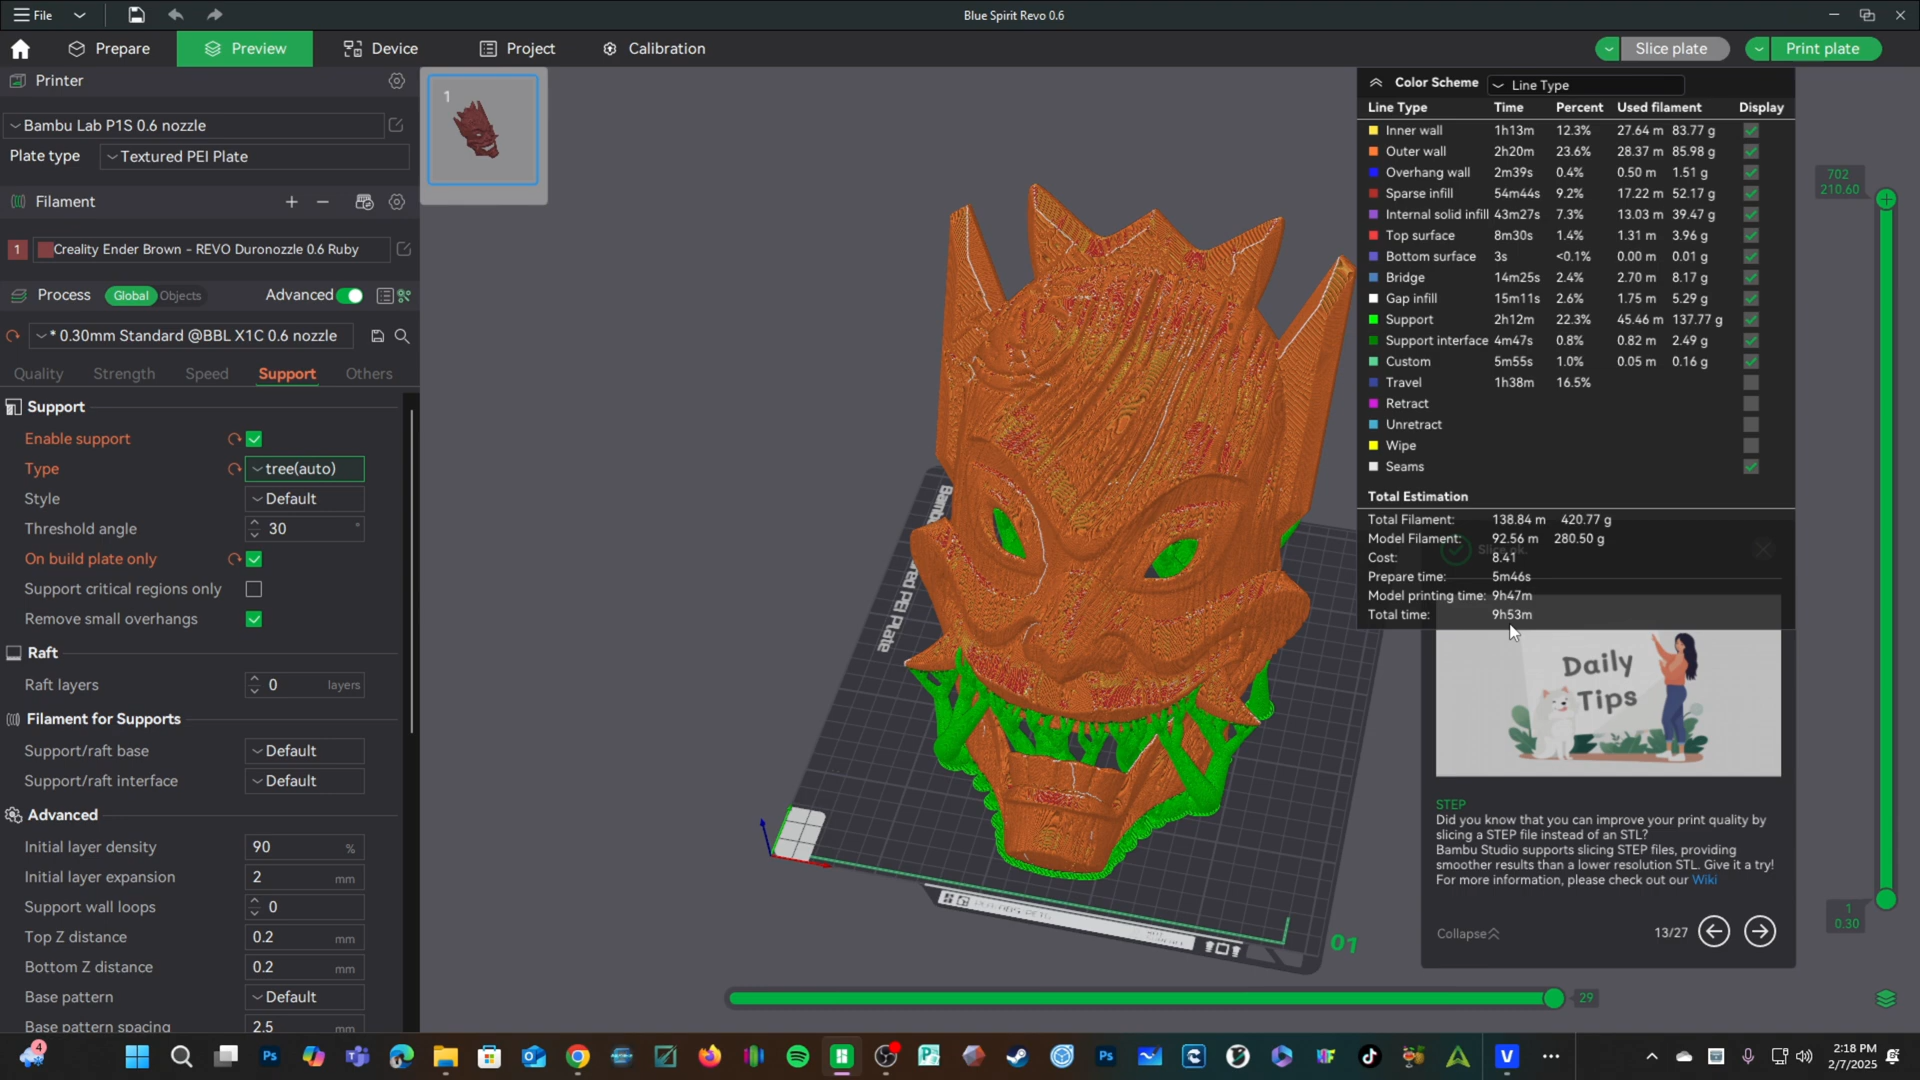 File
Blue Spirit Revo 0.6
Prepare
Preview
Device
Project
Calibration
Slice plate
Print plate
Printer
Bambu Lab P1S 0.6 nozzle
Plate type
Textured PEI Plate
Filament
1
Creality Ender Brown - REVO Duronozzle 0.6 Ruby
Process
Global
Objects
Advanced
* 0.30mm Standard @BBL X1C 0.6 nozzle
Quality
Strength
Speed
Support
Others
Support
Enable support
Type
tree(auto)
Style
Default
Threshold angle
30
°
On build plate only
Support critical regions only
Remove small overhangs
Raft
Raft layers
0
layers
Filament for Supports
Support/raft base
Default
Support/raft interface
Default
Advanced
Initial layer density
90
%
Initial layer expansion
2
mm
Support wall loops
0
Top Z distance
0.2
mm
Bottom Z distance
0.2
mm
Base pattern
Default
Base pattern spacing
2.5
mm
1
01
29
Color Scheme
Line Type
Line Type Time Percent Used filament Display
Inner wall 1h13m 12.3% 27.64 m 83.77 g
Outer wall 2h20m 23.6% 28.37 m 85.98 g
Overhang wall 2m39s 0.4% 0.50 m 1.51 g
Sparse infill 54m44s 9.2% 17.22 m 52.17 g
Internal solid infill 43m27s 7.3% 13.03 m 39.47 g
Top surface 8m30s 1.4% 1.31 m 3.96 g
Bottom surface 3s <0.1% 0.00 m 0.01 g
Bridge 14m25s 2.4% 2.70 m 8.17 g
Gap infill 15m11s 2.6% 1.75 m 5.29 g
Support 2h12m 22.3% 45.46 m 137.77 g
Support interface 4m47s 0.8% 0.82 m 2.49 g
Custom 5m55s 1.0% 0.05 m 0.16 g
Travel 1h38m 16.5%
Retract
Unretract
Wipe
Seams
Total Estimation
Total Filament: 138.84 m 420.77 g
Model Filament: 92.56 m 280.50 g
Cost: 8.41
Prepare time: 5m46s
Model printing time: 9h47m
Total time: 9h53m
Slice ok.
Daily
Tips
STEP
Did you know that you can improve your print quality by
slicing a STEP file instead of an STL?
Bambu Studio supports slicing STEP files, providing
smoother results than a lower resolution STL. Give it a try!
For more information, please check out our Wiki
Collapse
13/27
702
210.60
1
0.30
4
2:18 PM
2/7/2025